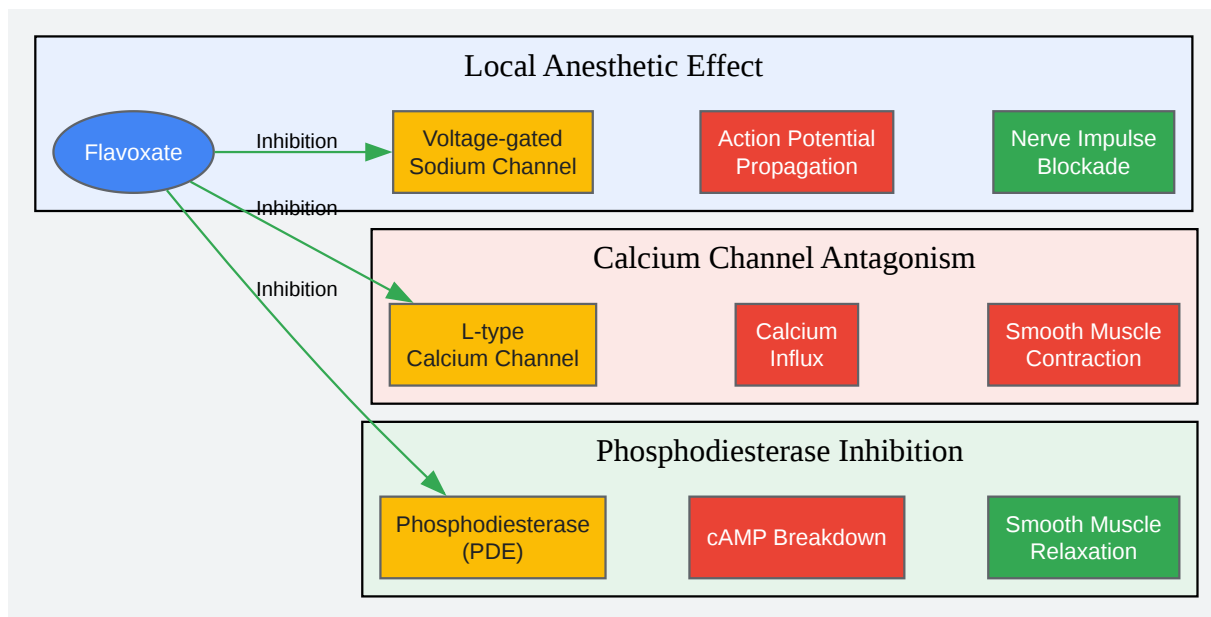 Local Anesthetic Effect
Flavoxate
Inhibition
Voltage-gated
Sodium Channel
Action Potential
Propagation
Nerve Impulse
Blockade
Inhibition
Calcium Channel Antagonism
Inhibition
L-type
Calcium Channel
Calcium
Influx
Smooth Muscle
Contraction
Phosphodiesterase Inhibition
Phosphodiesterase
(PDE)
cAMP Breakdown
Smooth Muscle
Relaxation